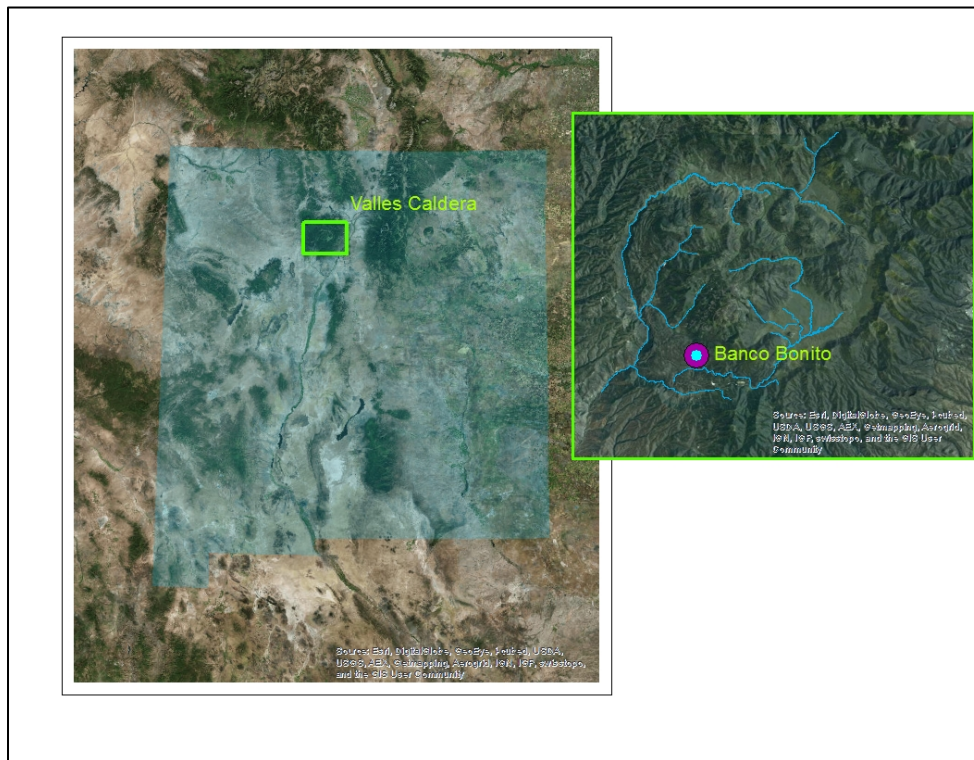 Valles Caldera
Banco Bonito
Source: Esri, DigitalGlobe, GeoEye, i-cubed,
USDA, USGS, AEX, Getmapping, Aerogrid,
IGN, IGP, swisstopo, and the GIS User
Community
Source: Esri, DigitalGlobe, GeoEye, i-cubed, USDA,
USGS, AEX, Getmapping, Aerogrid, IGN, IGP, swisstopo,
and the GIS User Community